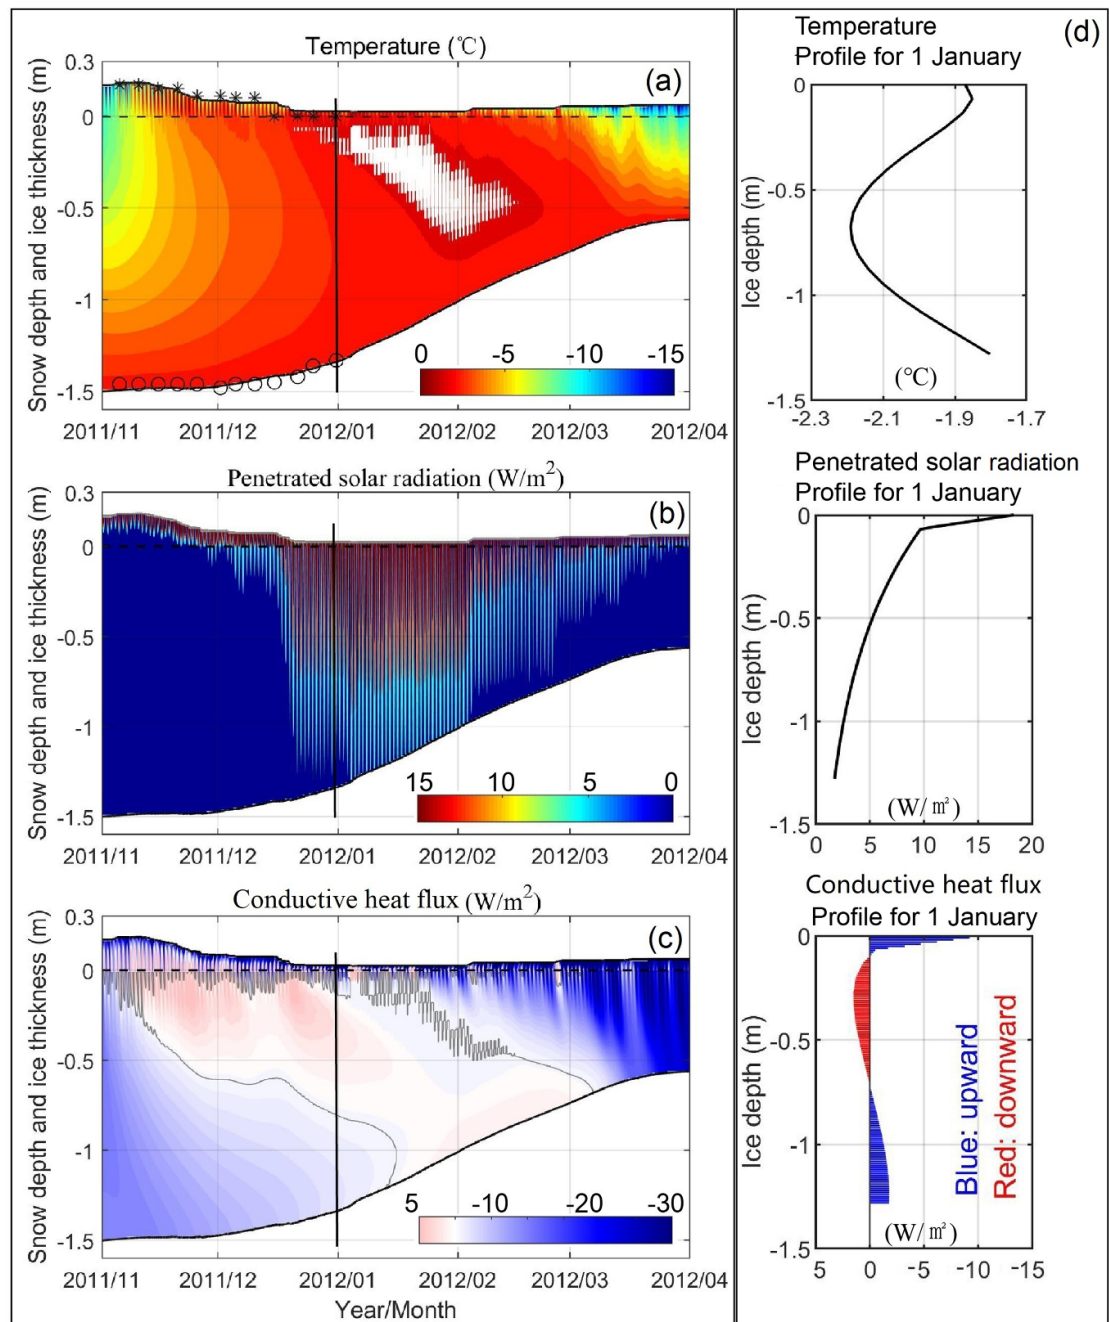 Temperature (℃)
(a)
Snow depth and ice thickness (m)
0.3
0
-0.5
-1
-1.5
0 -5 -10 -15
2011/11 2011/12 2012/01 2012/02 2012/03 2012/04
Penetrated solar radiation (W/m²)
(b)
Snow depth and ice thickness (m)
0.3
0
-0.5
-1
-1.5
15 10 5 0
2011/11 2011/12 2012/01 2012/02 2012/03 2012/04
Conductive heat flux (W/m²)
(c)
Snow depth and ice thickness (m)
0.3
0
-0.5
-1
-1.5
5 -10 -20 -30
2011/11 2011/12 2012/01 2012/02 2012/03 2012/04
Year/Month
(d)
Temperature
Profile for 1 January
Ice depth (m)
0
-0.5
-1
-1.5
(℃)
-2.3 -2.1 -1.9 -1.7
Penetrated solar radiation
Profile for 1 January
Ice depth (m)
0
-0.5
-1
-1.5
(W/㎡)
0 5 10 15 20
Conductive heat flux
Profile for 1 January
Ice depth (m)
0
-0.5
-1
-1.5
Blue: upward
Red: downward
(W/㎡)
5 0 -5 -10 -15